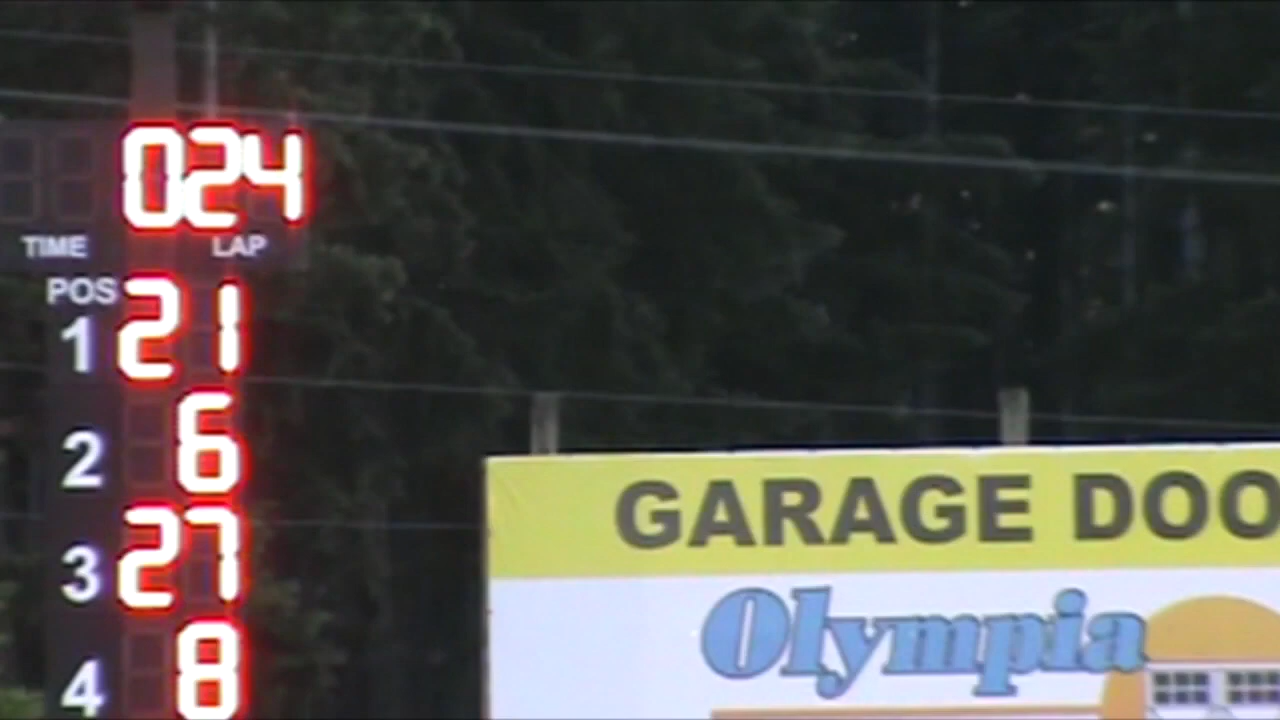 024
TIME LAP
POS
1 21
2 6
3 27
4 8
GARAGE DOO
Olympia